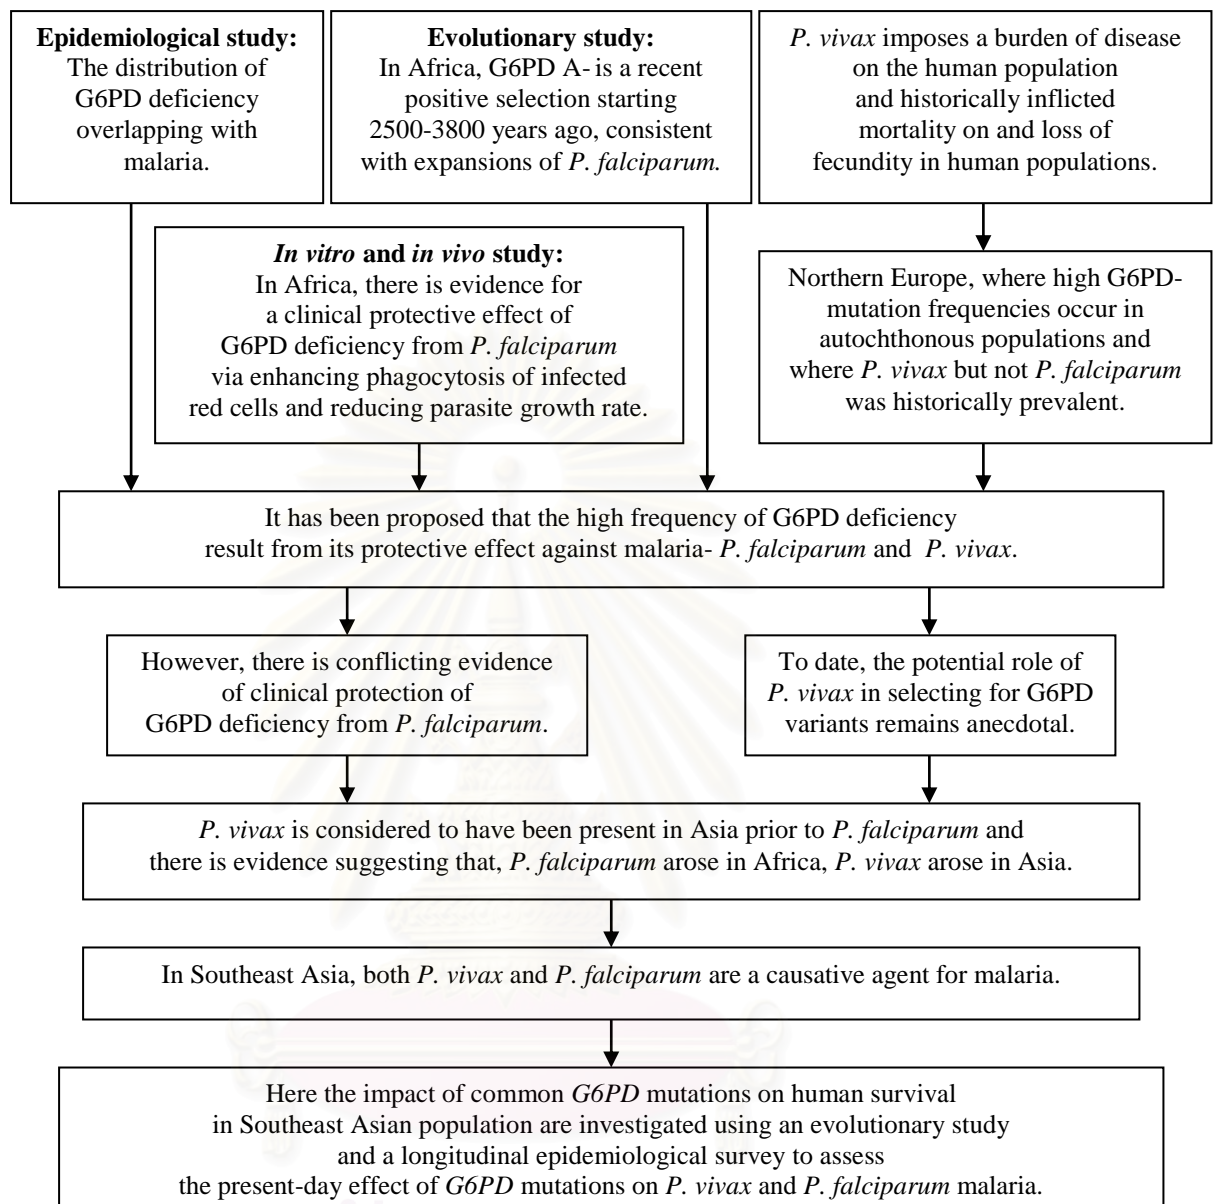 Epidemiological study:
The distribution of
G6PD deficiency
overlapping with
malaria.
Evolutionary study:
In Africa, G6PD A- is a recent
positive selection starting
2500-3800 years ago, consistent
with expansions of P. falciparum.
P. vivax imposes a burden of disease
on the human population
and historically inflicted
mortality on and loss of
fecundity in human populations.
In vitro and in vivo study:
In Africa, there is evidence for
a clinical protective effect of
G6PD deficiency from P. falciparum
via enhancing phagocytosis of infected
red cells and reducing parasite growth rate.
Northern Europe, where high G6PD-
mutation frequencies occur in
autochthonous populations and
where P. vivax but not P. falciparum
was historically prevalent.
It has been proposed that the high frequency of G6PD deficiency
result from its protective effect against malaria- P. falciparum and P. vivax.
However, there is conflicting evidence
of clinical protection of
G6PD deficiency from P. falciparum.
To date, the potential role of
P. vivax in selecting for G6PD
variants remains anecdotal.
P. vivax is considered to have been present in Asia prior to P. falciparum and
there is evidence suggesting that, P. falciparum arose in Africa, P. vivax arose in Asia.
In Southeast Asia, both P. vivax and P. falciparum are a causative agent for malaria.
Here the impact of common G6PD mutations on human survival
in Southeast Asian population are investigated using an evolutionary study
and a longitudinal epidemiological survey to assess
the present-day effect of G6PD mutations on P. vivax and P. falciparum malaria.